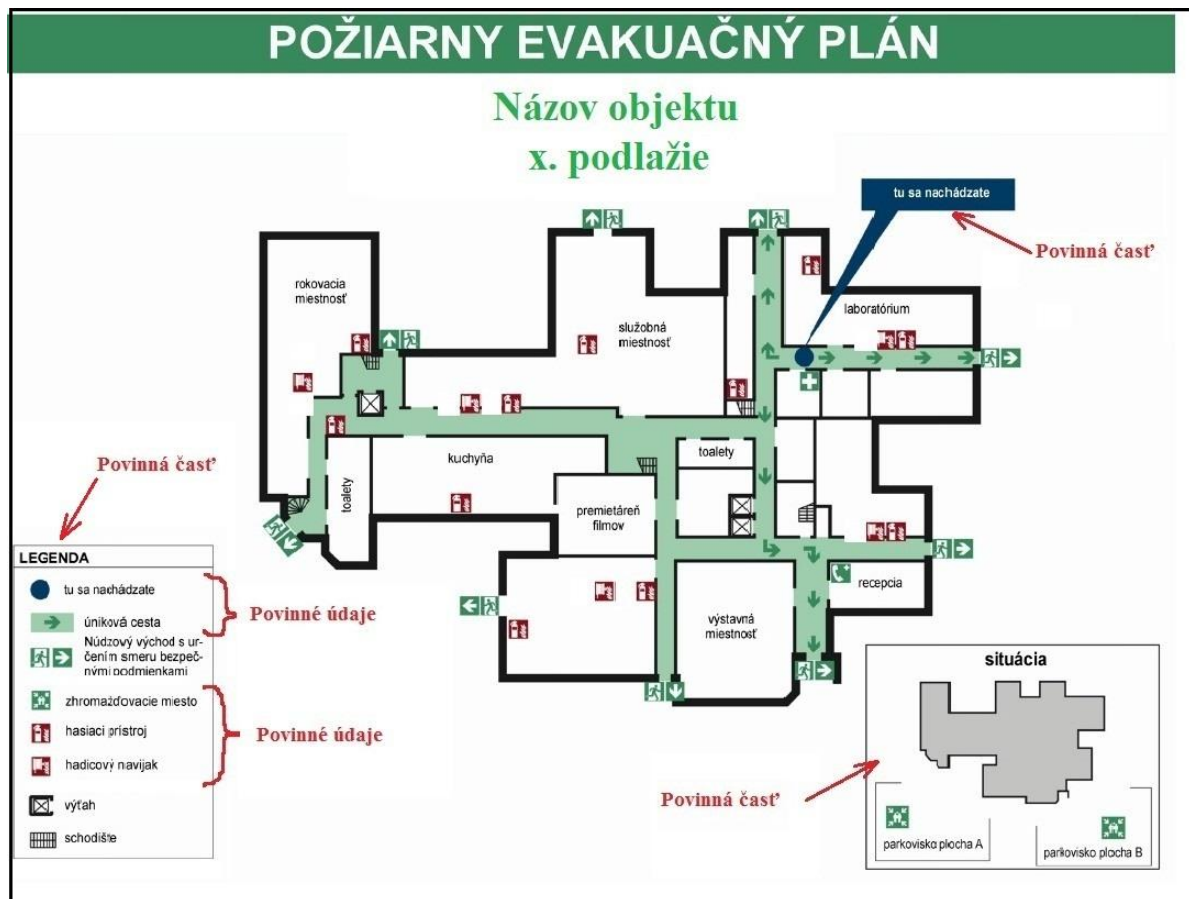 POŽIARNY EVAKUAČNÝ PLÁN
Názov objektu
x. podlažie
tu sa nachádzate
Povinná časť
rokovacia
miestnosť
služobná
miestnosť
laboratórium
toalety
kuchyňa
toalety
premietáreň
filmov
výstavná
miestnosť
recepcia
Povinná časť
LEGENDA
tu sa nachádzate
úniková cesta
Povinné údaje
Núdzový východ s ur-
čením smeru bezpeč-
nými podmienkami
zhromažďovacie miesto
hasiaci prístroj
Povinné údaje
hadicový navijak
výťah
schodište
situácia
Povinná časť
parkovisko plocha A
parkovisko plocha B